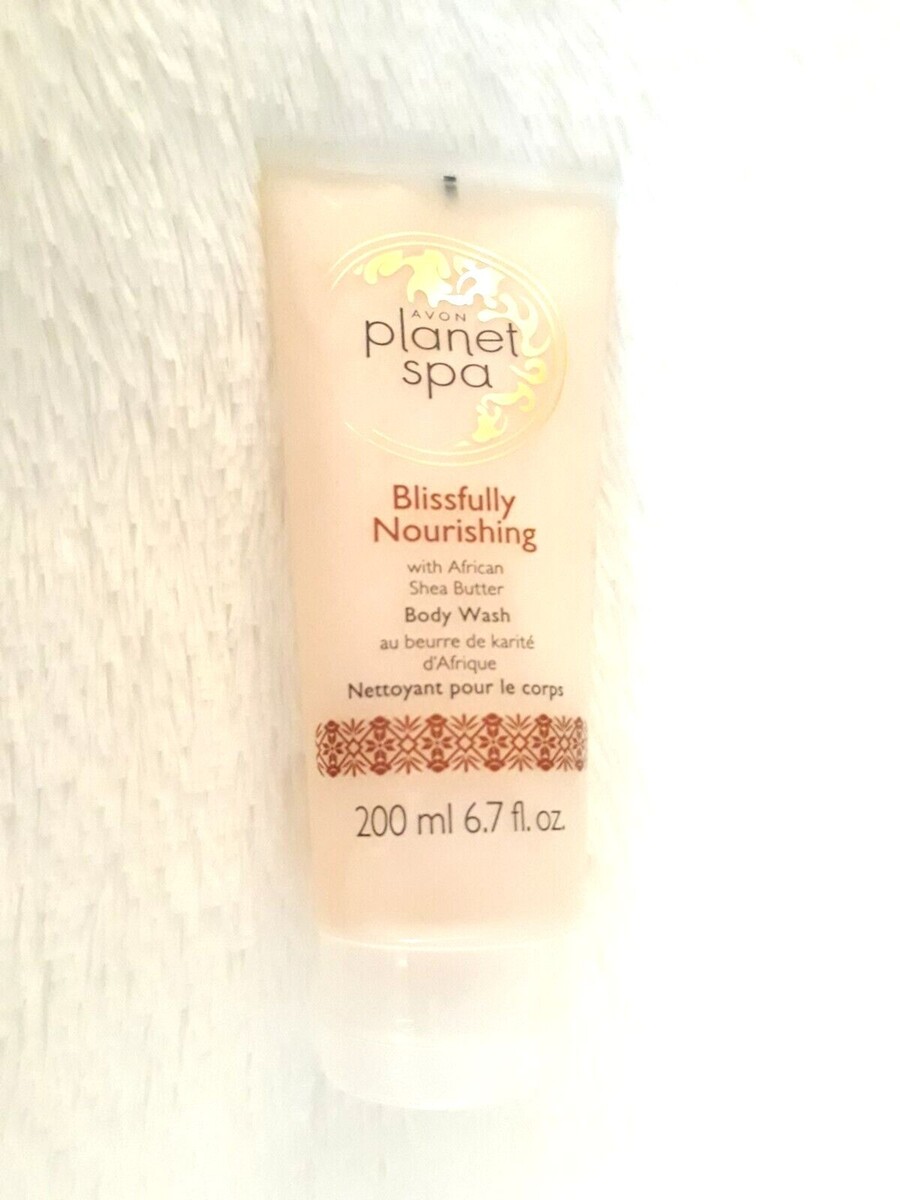 AVON
planet
spa
Blissfully
Nourishing
with African
Shea Butter
Body Wash
au beurre de karité
d'Afrique
Nettoyant pour le corps
200 ml 6.7 fl. oz.